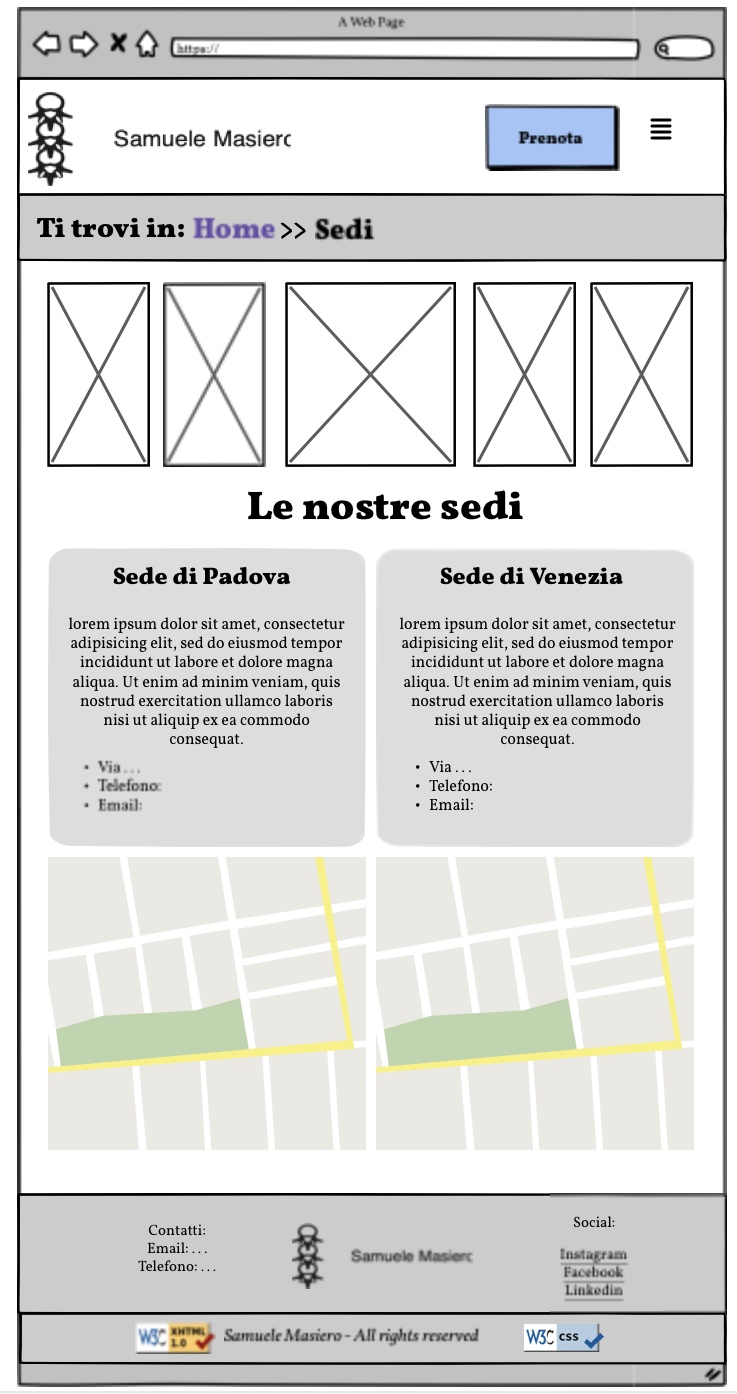 A Web Page
https://
Samuele Masiero
Prenota
Ti trovi in: Home >> Sedi
Le nostre sedi
Sede di Padova
lorem ipsum dolor sit amet, consectetur
adipisicing elit, sed do eiusmod tempor
incididunt ut labore et dolore magna
aliqua. Ut enim ad minim veniam, quis
nostrud exercitation ullamco laboris
nisi ut aliquip ex ea commodo
consequat.
• Via . . .
• Telefono:
• Email:
Sede di Venezia
lorem ipsum dolor sit amet, consectetur
adipisicing elit, sed do eiusmod tempor
incididunt ut labore et dolore magna
aliqua. Ut enim ad minim veniam, quis
nostrud exercitation ullamco laboris
nisi ut aliquip ex ea commodo
consequat.
• Via . . .
• Telefono:
• Email:
Contatti:
Email: . . .
Telefono: . . .
Samuele Masiero
Social:
Instagram
Facebook
Linkedin
W3C XHTML 1.0
Samuele Masiero - All rights reserved
W3C css